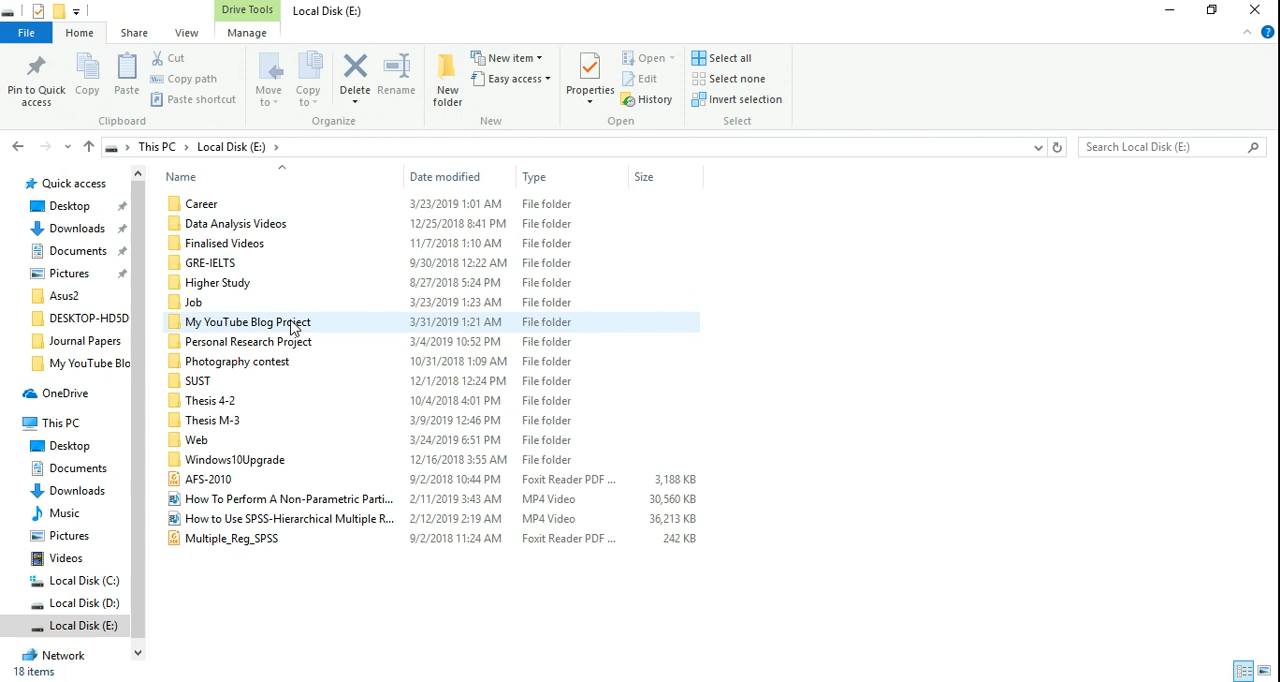 Drive Tools Local Disk (E:)
File Home Share View Manage
Pin to Quick access
Copy
Paste
Cut
Copy path
Paste shortcut
Clipboard
Move to
Copy to
Delete
Rename
Organize
New folder
New item
Easy access
New
Properties
Open
Edit
History
Open
Select all
Select none
Invert selection
Select
This PC › Local Disk (E:) ›
Search Local Disk (E:)
Quick access
Desktop
Downloads
Documents
Pictures
Asus2
DESKTOP-HD5D
Journal Papers
My YouTube Blo
OneDrive
This PC
Desktop
Documents
Downloads
Music
Pictures
Videos
Local Disk (C:)
Local Disk (D:)
Local Disk (E:)
Network
Name Date modified Type Size
Career 3/23/2019 1:01 AM File folder
Data Analysis Videos 12/25/2018 8:41 PM File folder
Finalised Videos 11/7/2018 1:10 AM File folder
GRE-IELTS 9/30/2018 12:22 AM File folder
Higher Study 8/27/2018 5:24 PM File folder
Job 3/23/2019 1:23 AM File folder
My YouTube Blog Project 3/31/2019 1:21 AM File folder
Personal Research Project 3/4/2019 10:52 PM File folder
Photography contest 10/31/2018 1:09 AM File folder
SUST 12/1/2018 12:24 PM File folder
Thesis 4-2 10/4/2018 4:01 PM File folder
Thesis M-3 3/9/2019 12:46 PM File folder
Web 3/24/2019 6:51 PM File folder
Windows10Upgrade 12/16/2018 3:55 AM File folder
AFS-2010 9/2/2018 10:44 PM Foxit Reader PDF ... 3,188 KB
How To Perform A Non-Parametric Parti... 2/11/2019 3:43 AM MP4 Video 30,560 KB
How to Use SPSS-Hierarchical Multiple R... 2/12/2019 2:19 AM MP4 Video 36,213 KB
Multiple_Reg_SPSS 9/2/2018 11:24 AM Foxit Reader PDF ... 242 KB
18 items